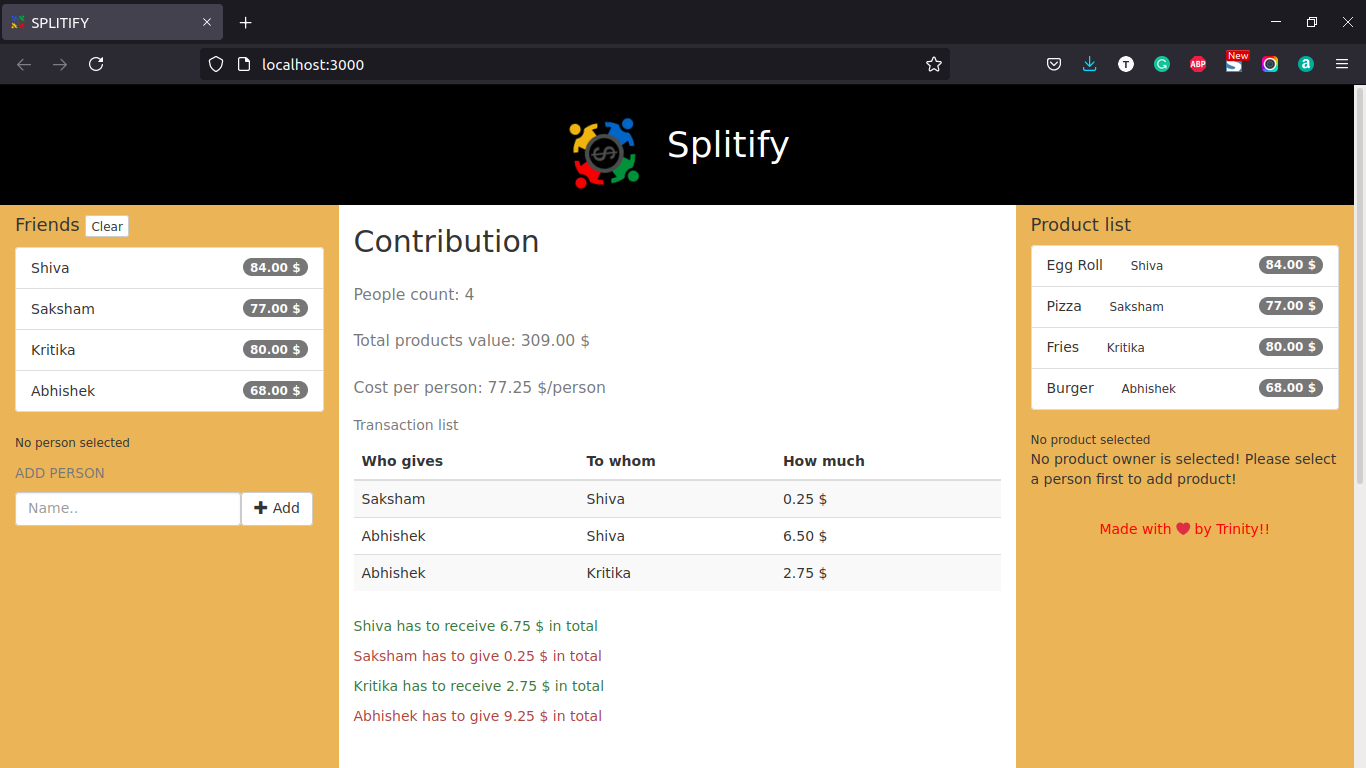 SPLITIFY
localhost:3000
New
T
ABP
a
Splitify
Friends Clear
Shiva 84.00 $
Saksham 77.00 $
Kritika 80.00 $
Abhishek 68.00 $
No person selected
ADD PERSON
Name.. Add
Contribution
People count: 4
Total products value: 309.00 $
Cost per person: 77.25 $/person
Transaction list
Who gives To whom How much
Saksham Shiva 0.25 $
Abhishek Shiva 6.50 $
Abhishek Kritika 2.75 $
Shiva has to receive 6.75 $ in total
Saksham has to give 0.25 $ in total
Kritika has to receive 2.75 $ in total
Abhishek has to give 9.25 $ in total
Product list
Egg Roll Shiva 84.00 $
Pizza Saksham 77.00 $
Fries Kritika 80.00 $
Burger Abhishek 68.00 $
No product selected
No product owner is selected! Please select
a person first to add product!
Made with ❤ by Trinity!!